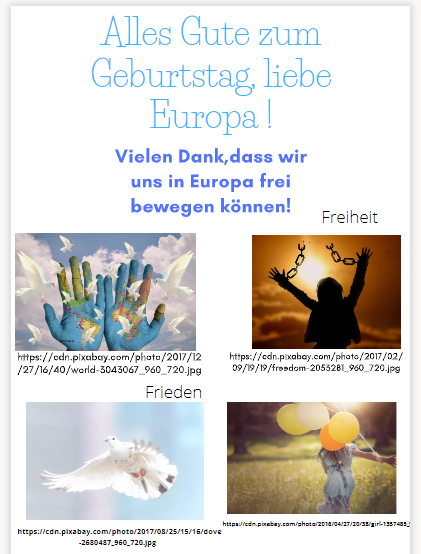 Alles Gute zum
Geburtstag, liebe
Europa !
Vielen Dank,dass wir
uns in Europa frei
bewegen können!
Freiheit
https://cdn.pixabay.com/photo/2017/12
/27/16/40/world-3043067_960_720.jpg
https://cdn.pixabay.com/photo/2017/02/
09/19/19/freedom-2053281_960_720.jpg
Frieden
https://cdn.pixabay.com/photo/2017/08/25/15/16/dove
-2680487_960_720.jpg
https://cdn.pixabay.com/photo/2016/04/27/20/38/girl-1357485_